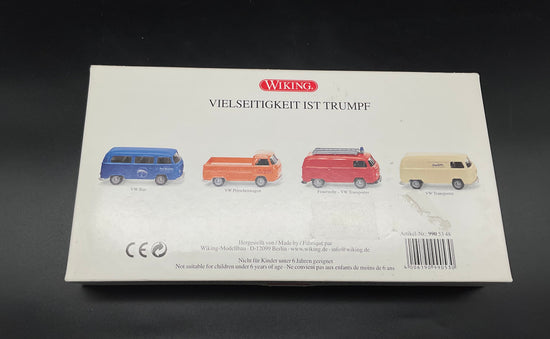 WIKING
VIELSEITIGKEIT IST TRUMPF
VW Bus
VW Pritschenwagen
Feuerwehr - VW Transporter
VW Transporter
Artikel-Nr.: 990 53 48
Hergestellt von / Made by / Fabriqué par
Wiking-Modellbau · D-12099 Berlin · www.wiking.de · info@wiking.de
CE
Nicht für Kinder unter 6 Jahren geeignet
Not suitable for children under 6 years of age · Ne convient pas aux enfants de moins de 6 ans